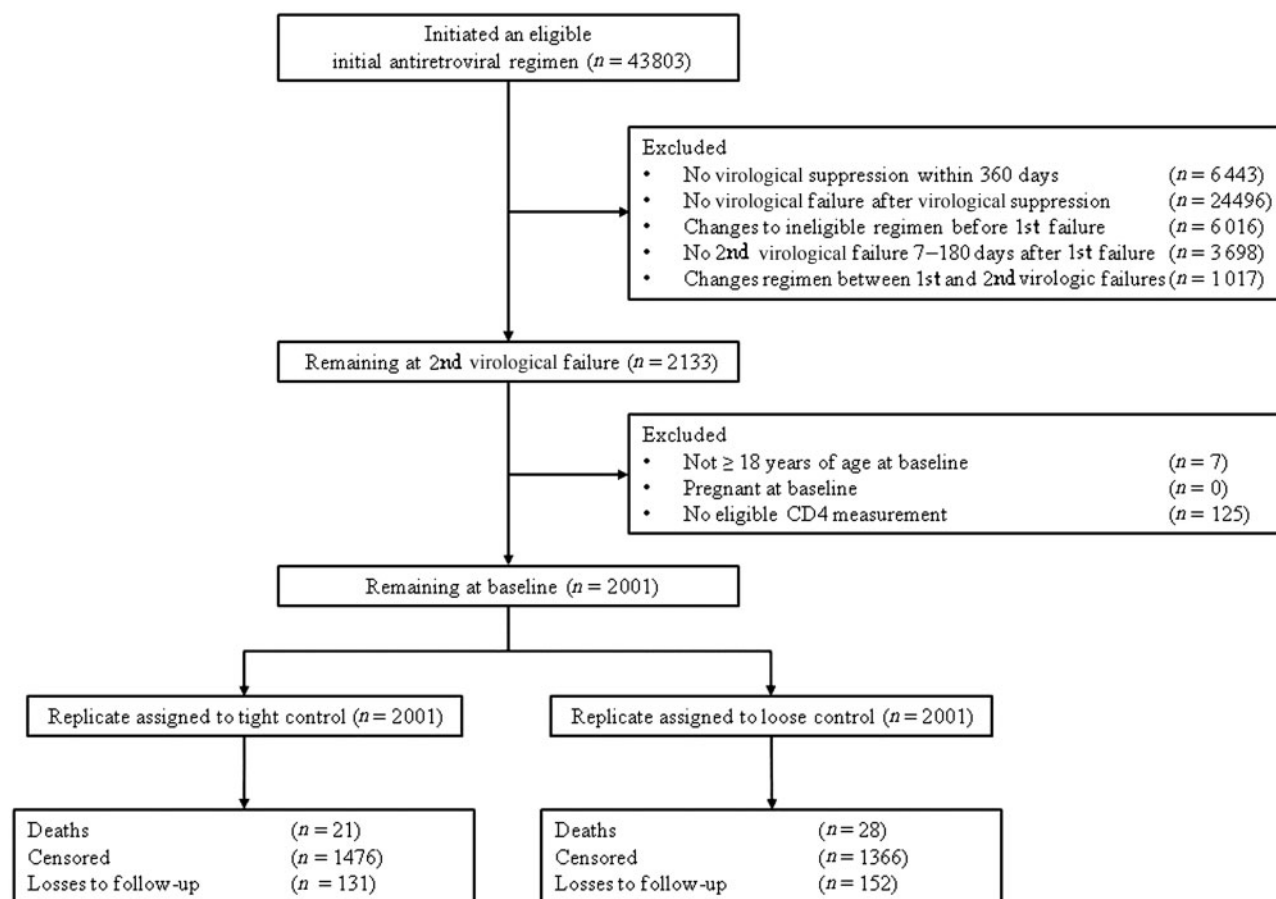 Initiated an eligible
initial antiretroviral regimen (n = 43803)
Excluded
• No virological suppression within 360 days (n = 6 443)
• No virological failure after virological suppression (n = 24496)
• Changes to ineligible regimen before 1st failure (n = 6 016)
• No 2nd virological failure 7–180 days after 1st failure (n = 3 698)
• Changes regimen between 1st and 2nd virologic failures (n = 1 017)
Remaining at 2nd virological failure (n = 2133)
Excluded
• Not ≥ 18 years of age at baseline (n = 7)
• Pregnant at baseline (n = 0)
• No eligible CD4 measurement (n = 125)
Remaining at baseline (n = 2001)
Replicate assigned to tight control (n = 2001)
Replicate assigned to loose control (n = 2001)
Deaths (n = 21)
Censored (n = 1476)
Losses to follow-up (n = 131)
Deaths (n = 28)
Censored (n = 1366)
Losses to follow-up (n = 152)